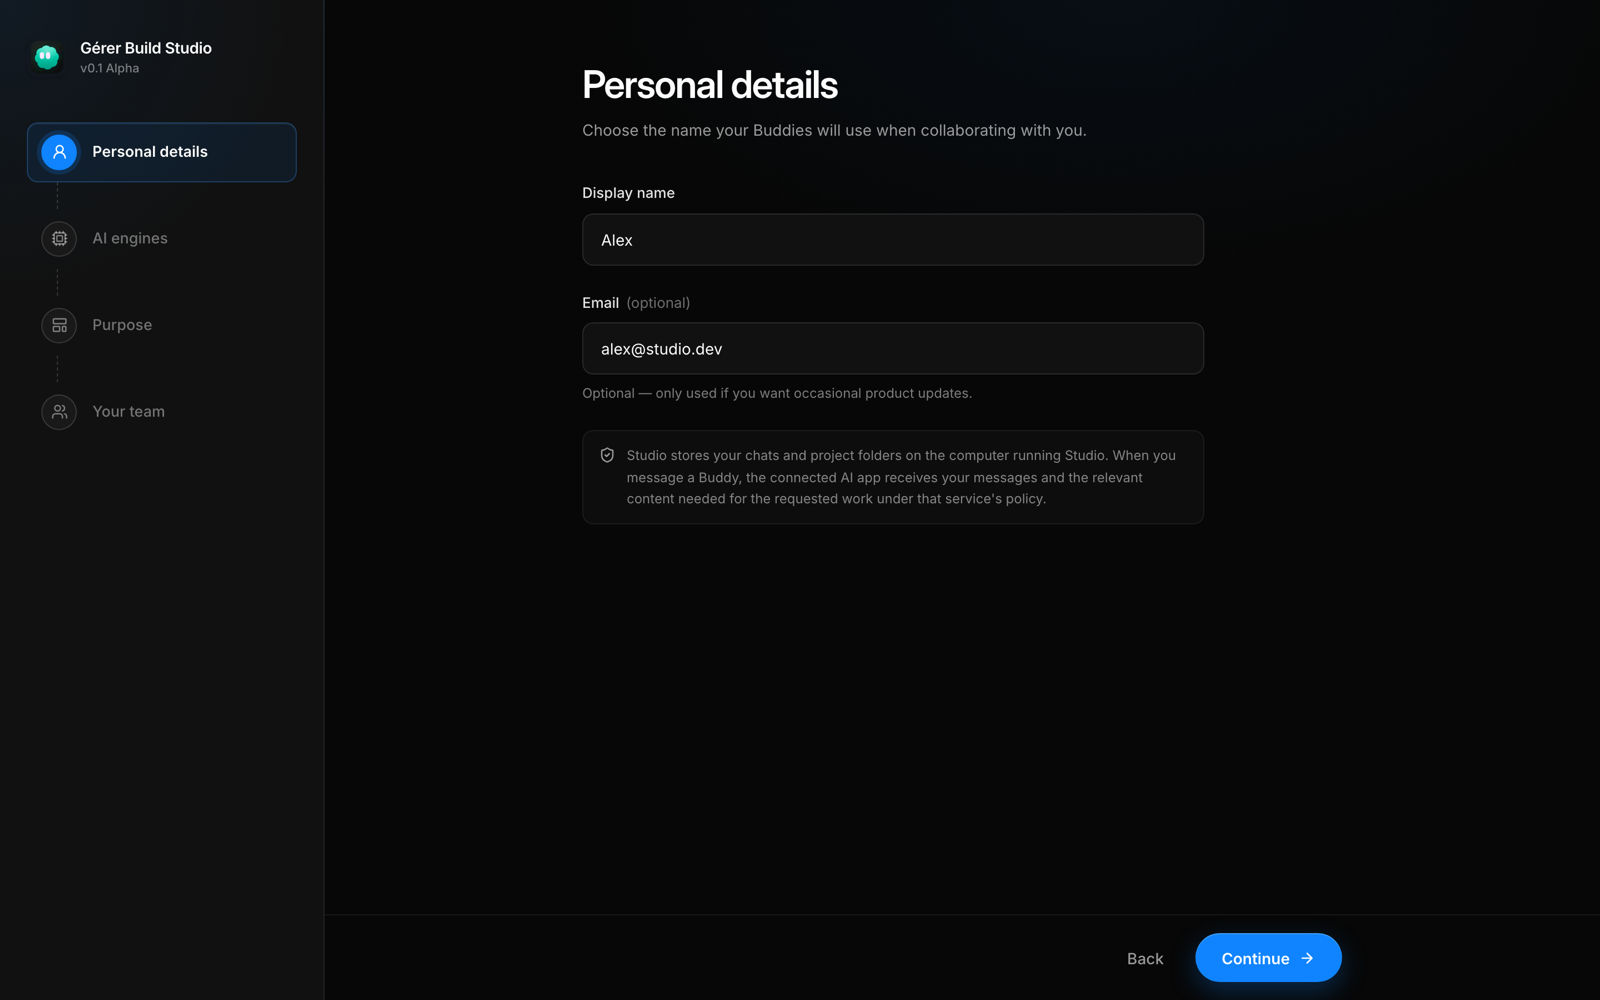 Gérer Build Studio
v0.1 Alpha
Personal details
AI engines
Purpose
Your team
Personal details
Choose the name your Buddies will use when collaborating with you.
Display name
Alex
Email (optional)
alex@studio.dev
Optional — only used if you want occasional product updates.
Studio stores your chats and project folders on the computer running Studio. When you
message a Buddy, the connected AI app receives your messages and the relevant
content needed for the requested work under that service's policy.
Back
Continue